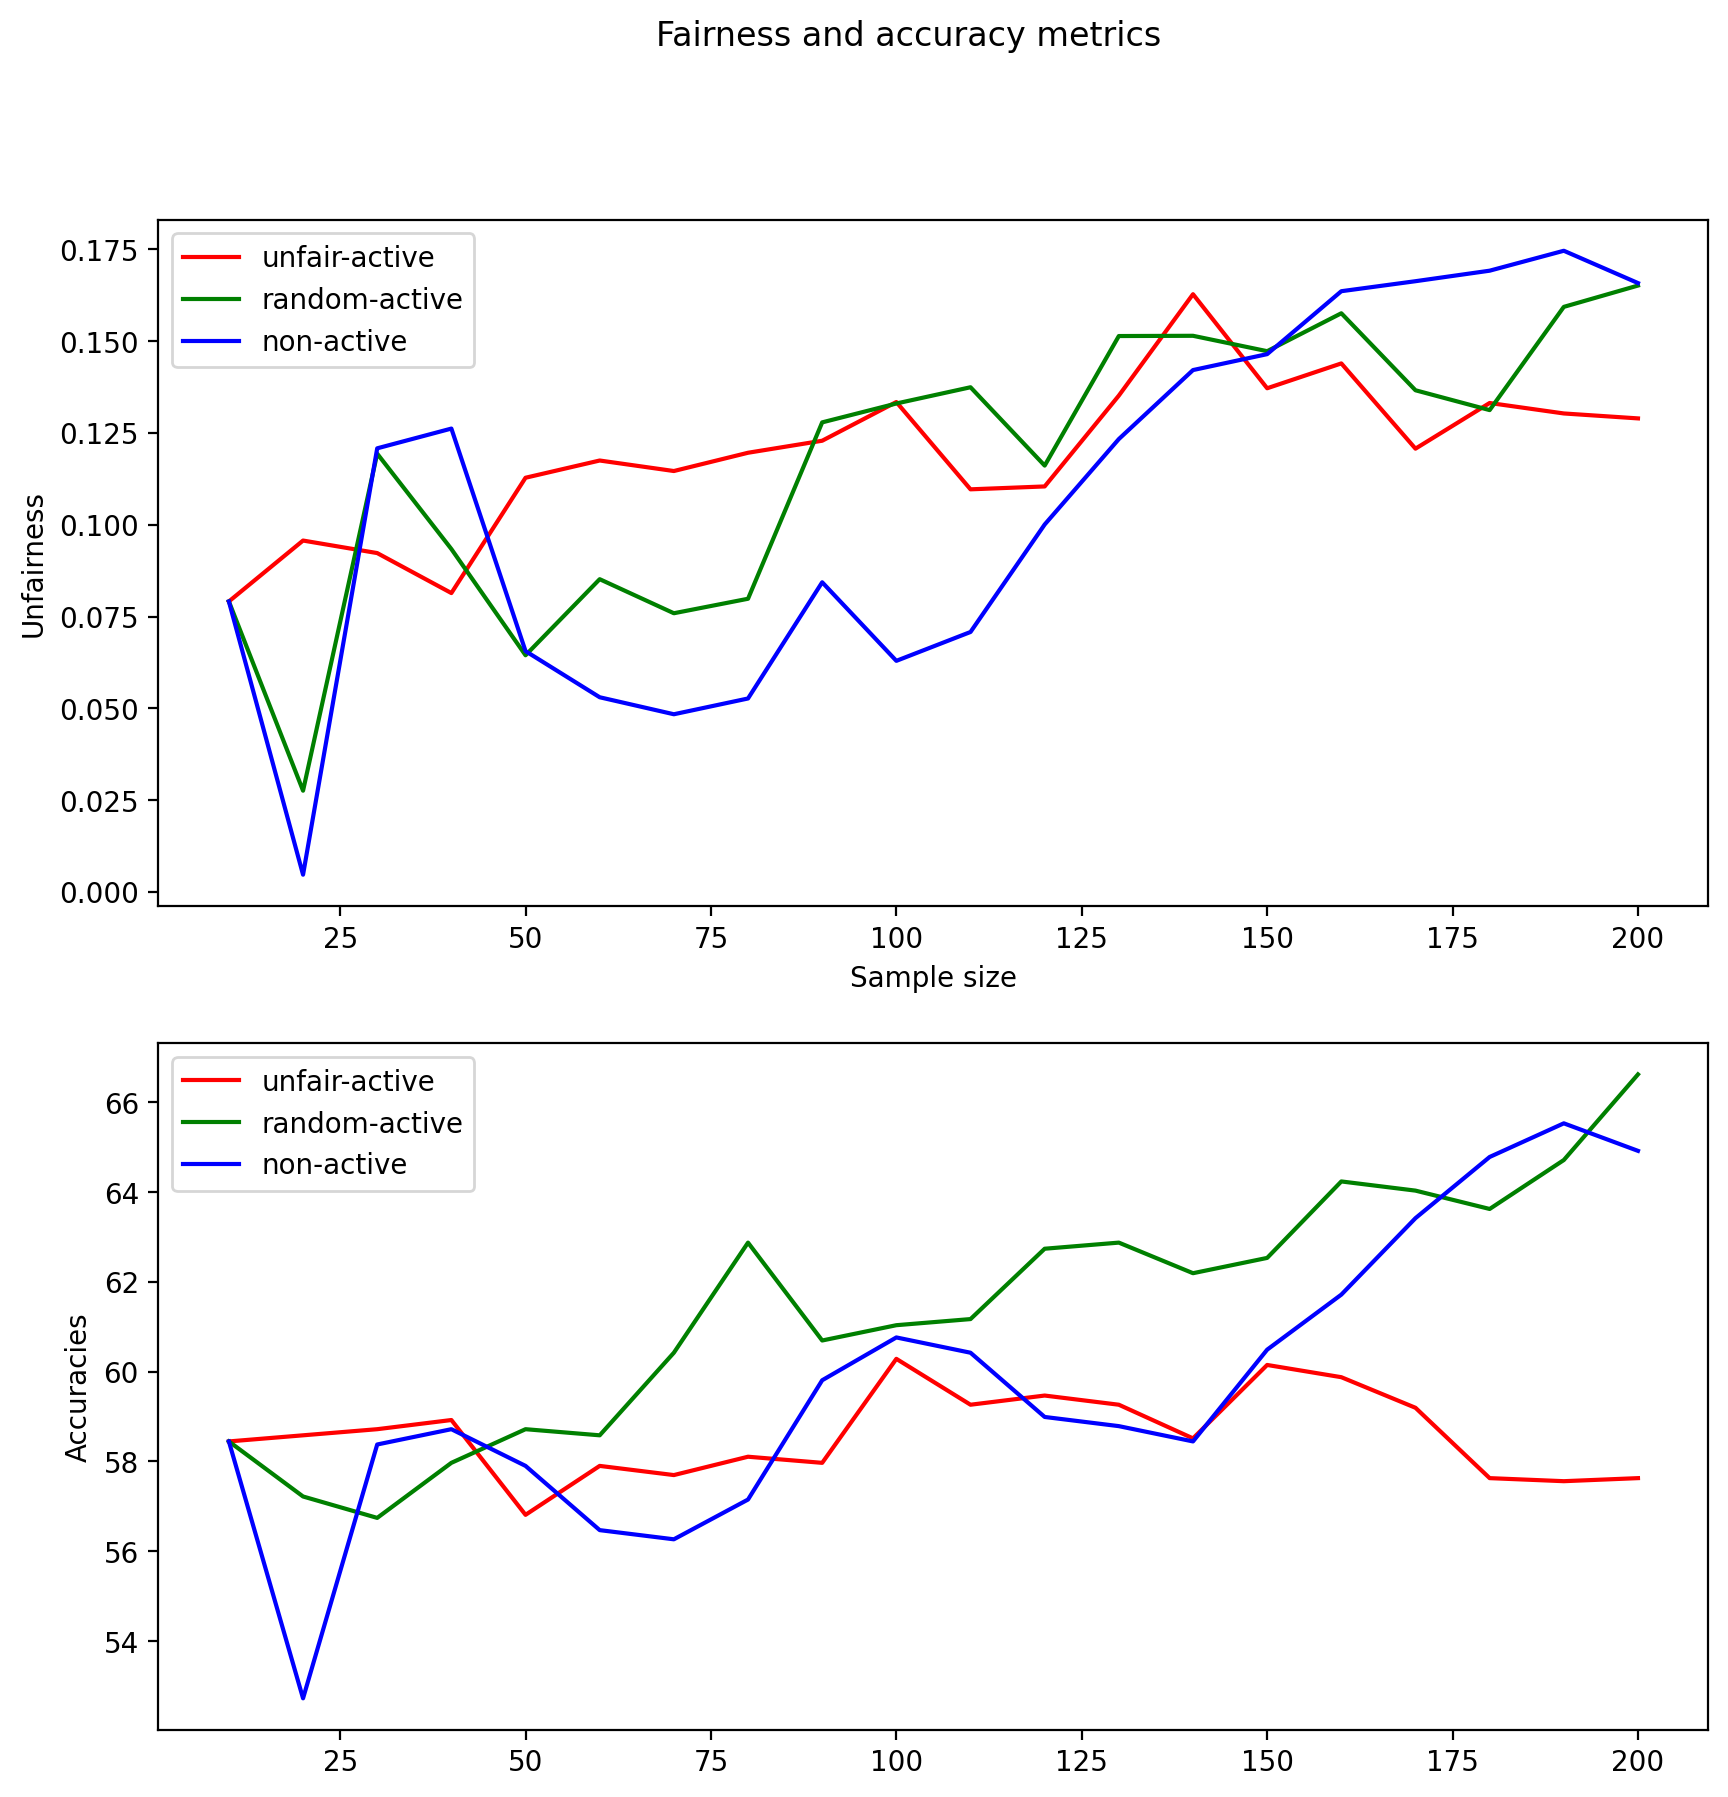 Fairness and accuracy metrics
unfair-active
random-active
non-active
0.175
0.150
0.125
0.100
0.075
0.050
0.025
0.000
Unfairness
25 50 75 100 125 150 175 200
Sample size
unfair-active
random-active
non-active
66
64
62
60
58
56
54
Accuracies
25 50 75 100 125 150 175 200